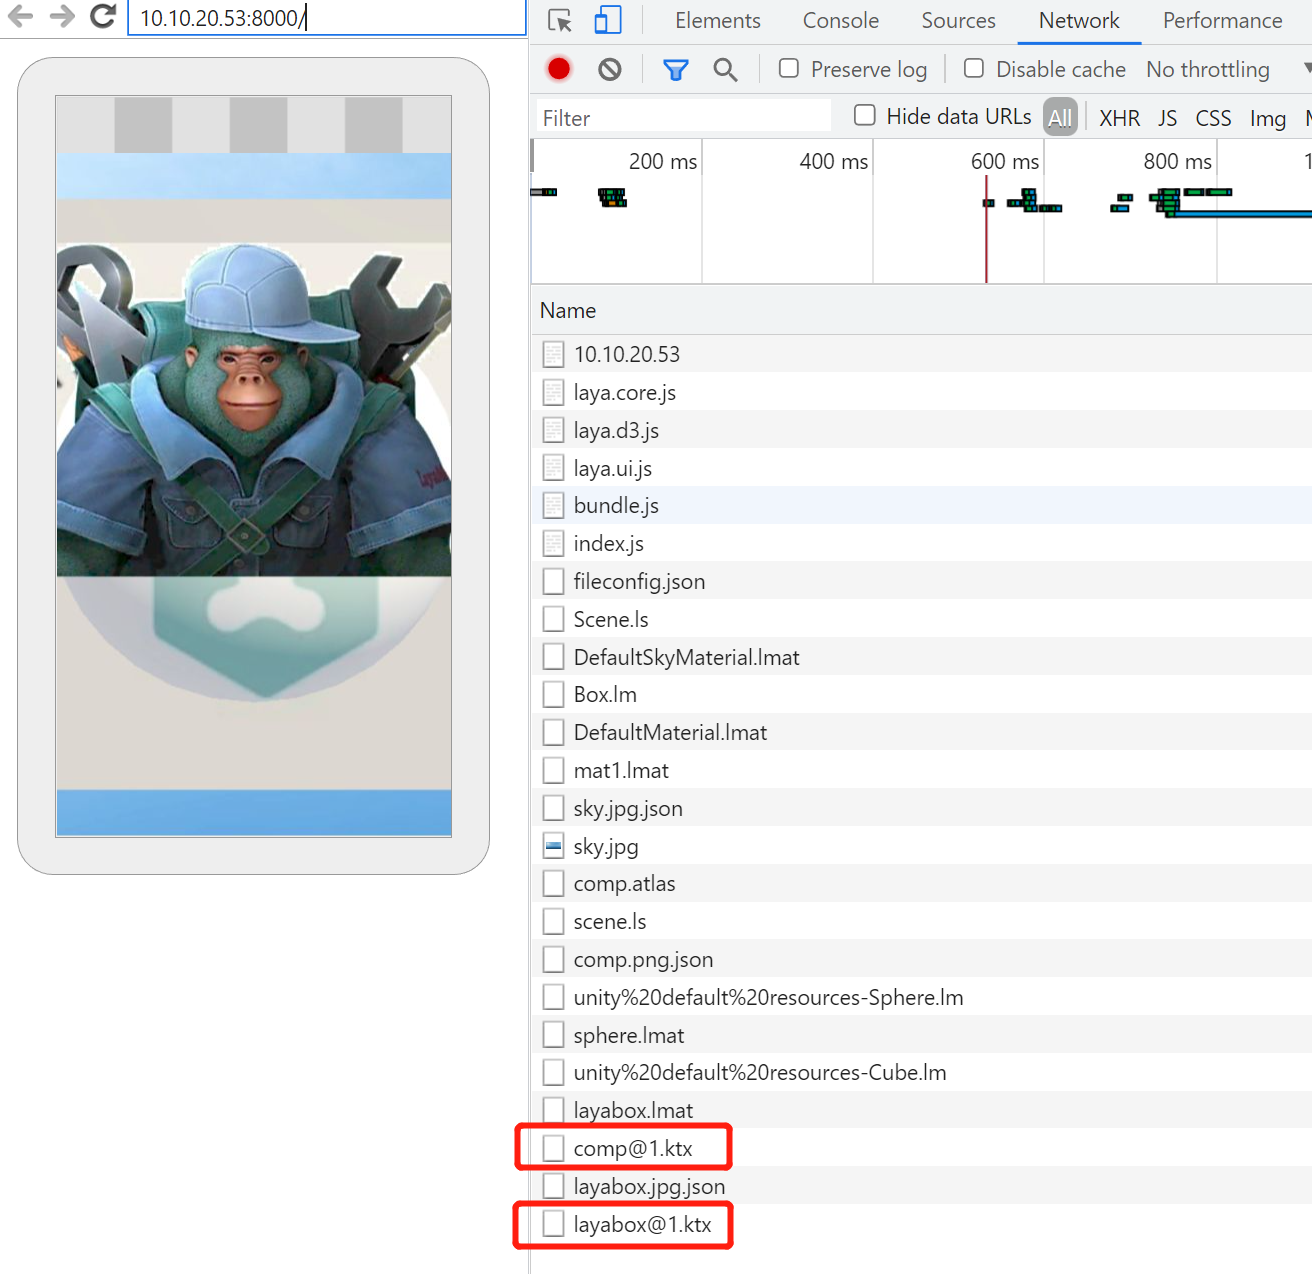 10.10.20.53:8000/
Elements Console Sources Network Performance
Preserve log Disable cache No throttling
Filter Hide data URLs All XHR JS CSS Img
200 ms 400 ms 600 ms 800 ms
Name
10.10.20.53
laya.core.js
laya.d3.js
laya.ui.js
bundle.js
index.js
fileconfig.json
Scene.ls
DefaultSkyMaterial.lmat
Box.lm
DefaultMaterial.lmat
mat1.lmat
sky.jpg.json
sky.jpg
comp.atlas
scene.ls
comp.png.json
unity%20default%20resources-Sphere.lm
sphere.lmat
unity%20default%20resources-Cube.lm
layabox.lmat
comp@1.ktx
layabox.jpg.json
layabox@1.ktx